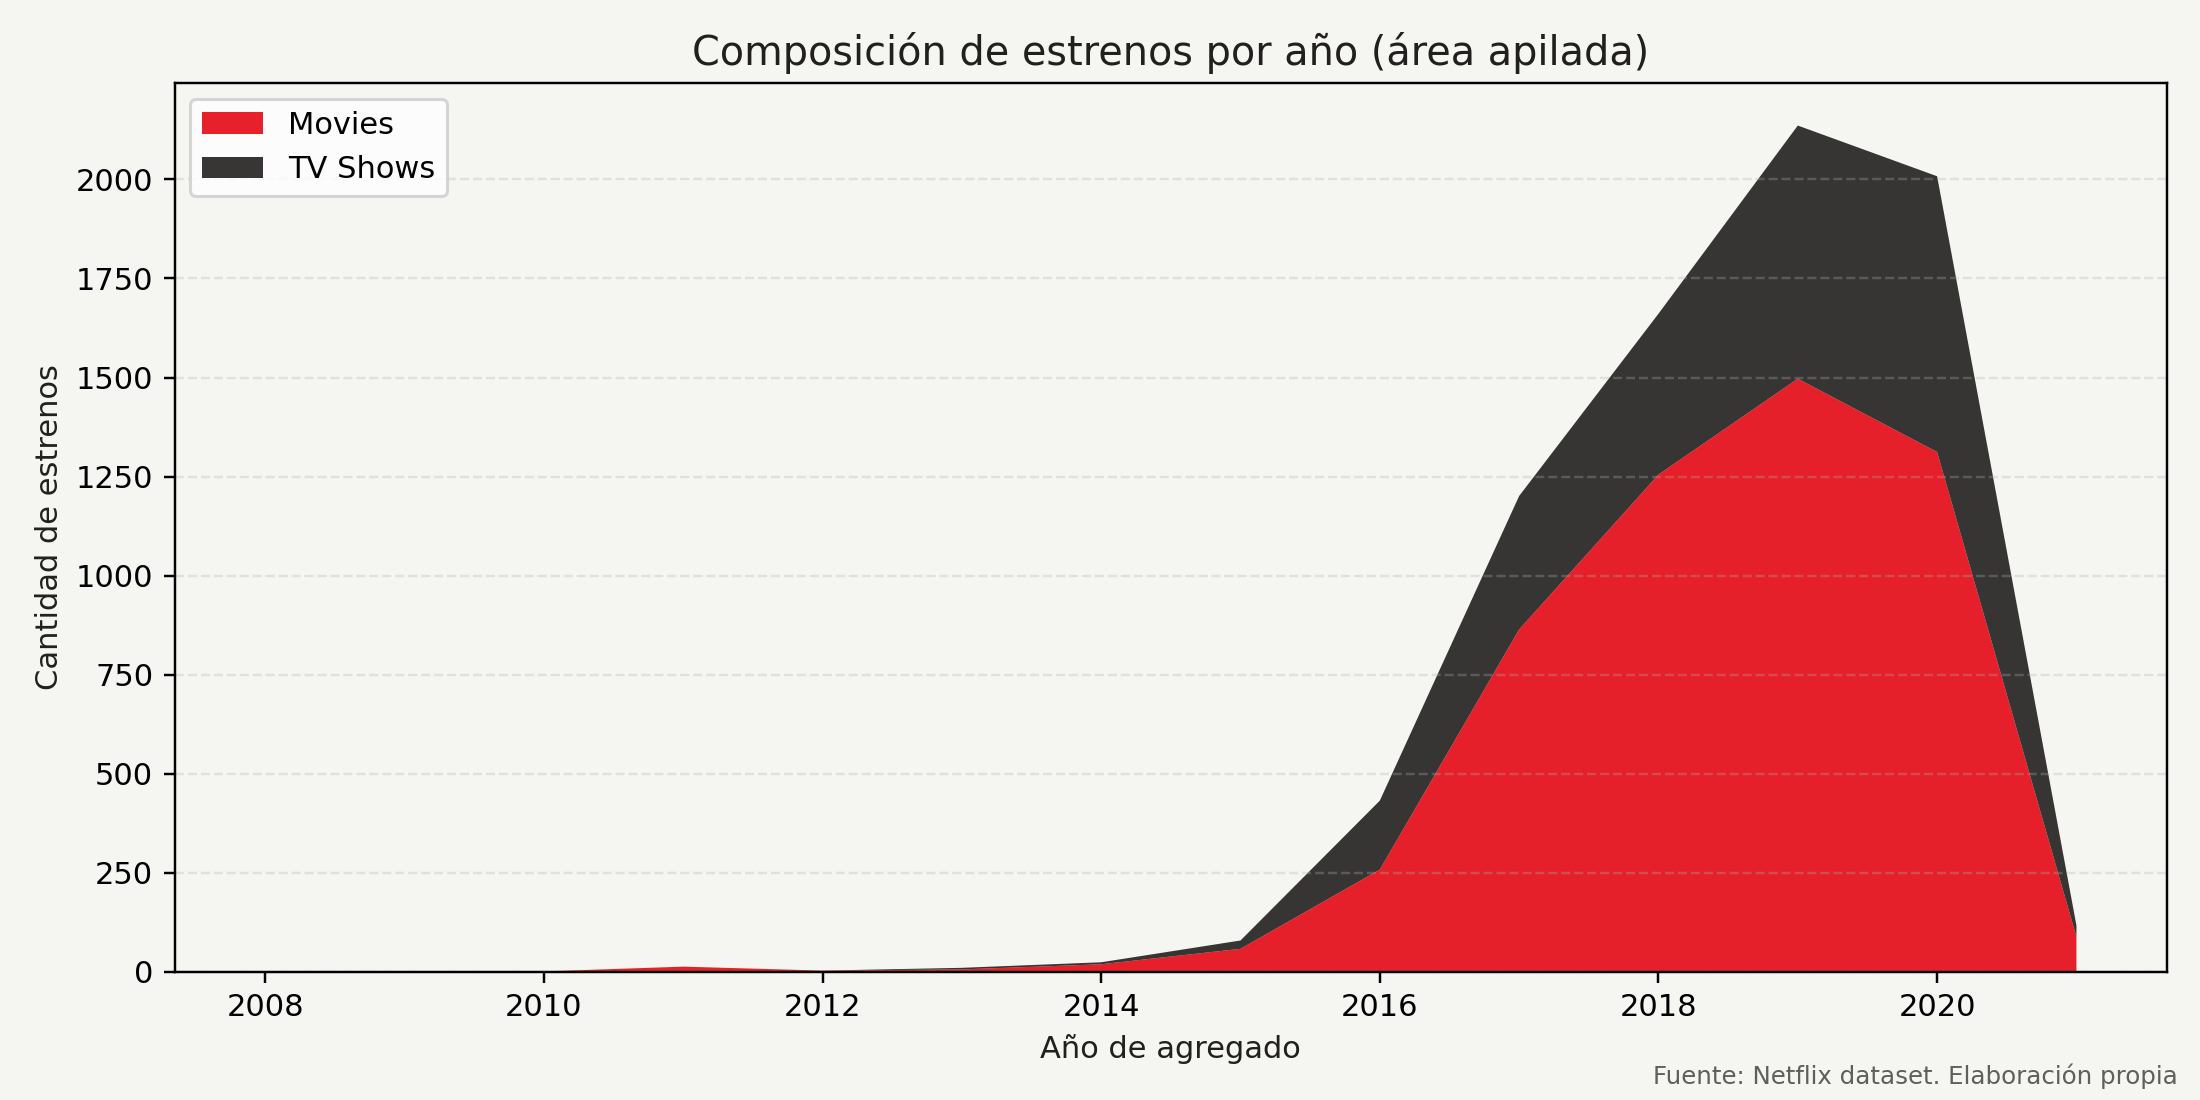 Composición de estrenos por año (área apilada)
Movies
TV Shows
Cantidad de estrenos
2000
1750
1500
1250
1000
750
500
250
0
2008 2010 2012 2014 2016 2018 2020
Año de agregado
Fuente: Netflix dataset. Elaboración propia